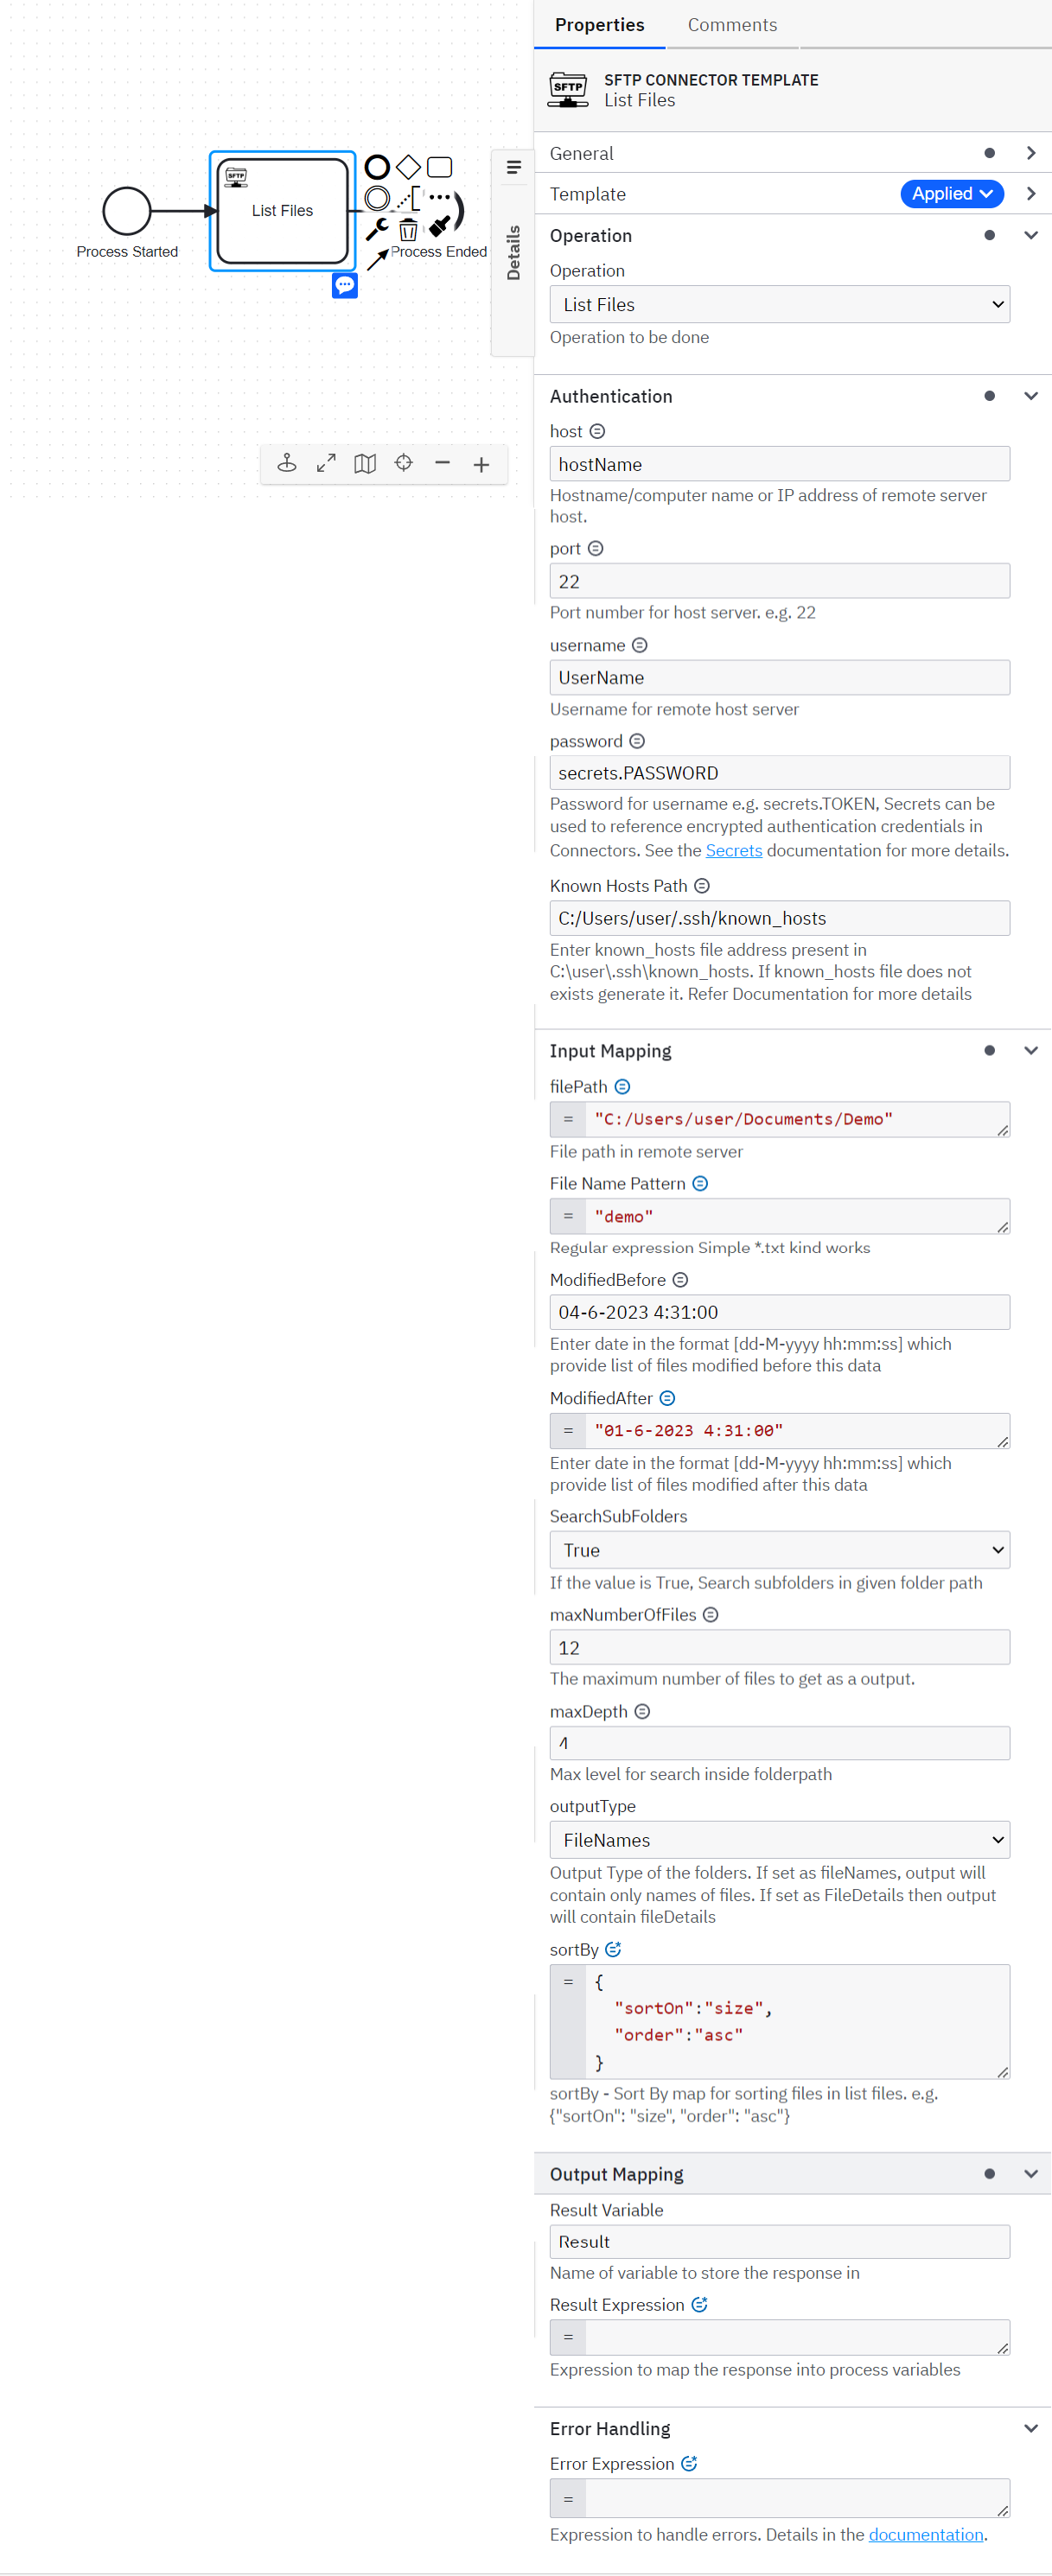 Properties
Comments
SFTP
SFTP CONNECTOR TEMPLATE
List Files
General
Template
Applied
SFTP
List Files
Process Started
Process Ended
Details
Operation
Operation
List Files
Operation to be done
Authentication
host
hostName
Hostname/computer name or IP address of remote server
host.
port
22
Port number for host server. e.g. 22
username
UserName
Username for remote host server
password
secrets.PASSWORD
Password for username e.g. secrets.TOKEN, Secrets can be
used to reference encrypted authentication credentials in
Connectors. See the Secrets documentation for more details.
Known Hosts Path
C:/Users/user/.ssh/known_hosts
Enter known_hosts file address present in
C:\user\.ssh\known_hosts. If known_hosts file does not
exists generate it. Refer Documentation for more details
Input Mapping
filePath
= "C:/Users/user/Documents/Demo"
File path in remote server
File Name Pattern
= "demo"
Regular expression Simple *.txt kind works
ModifiedBefore
04-6-2023 4:31:00
Enter date in the format [dd-M-yyyy hh:mm:ss] which
provide list of files modified before this data
ModifiedAfter
= "01-6-2023 4:31:00"
Enter date in the format [dd-M-yyyy hh:mm:ss] which
provide list of files modified after this data
SearchSubFolders
True
If the value is True, Search subfolders in given folder path
maxNumberOfFiles
12
The maximum number of files to get as a output.
maxDepth
4
Max level for search inside folderpath
outputType
FileNames
Output Type of the folders. If set as fileNames, output will
contain only names of files. If set as FileDetails then output
will contain fileDetails
sortBy
= {
"sortOn":"size",
"order":"asc"
}
sortBy - Sort By map for sorting files in list files. e.g.
{"sortOn": "size", "order": "asc"}
Output Mapping
Result Variable
Result
Name of variable to store the response in
Result Expression
=
Expression to map the response into process variables
Error Handling
Error Expression
=
Expression to handle errors. Details in the documentation.